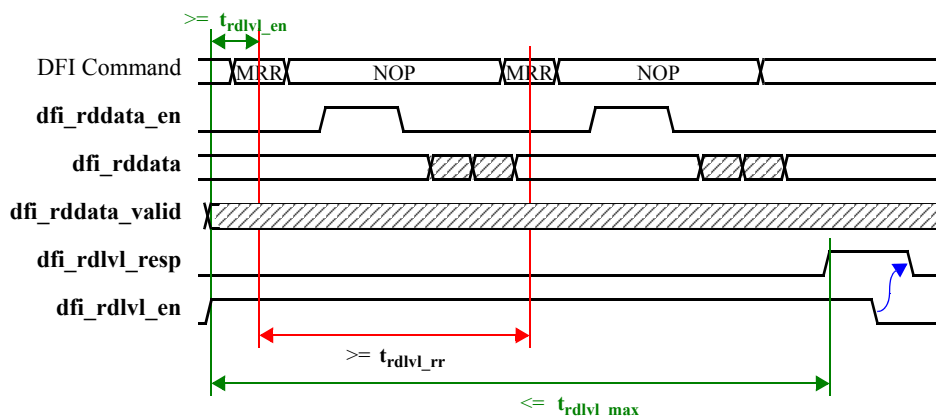 >= trdlvl_en
DFI Command MRR NOP MRR NOP
dfi_rddata_en
dfi_rddata
dfi_rddata_valid
dfi_rdlvl_resp
dfi_rdlvl_en
>= trdlvl_rr
<= trdlvl_max